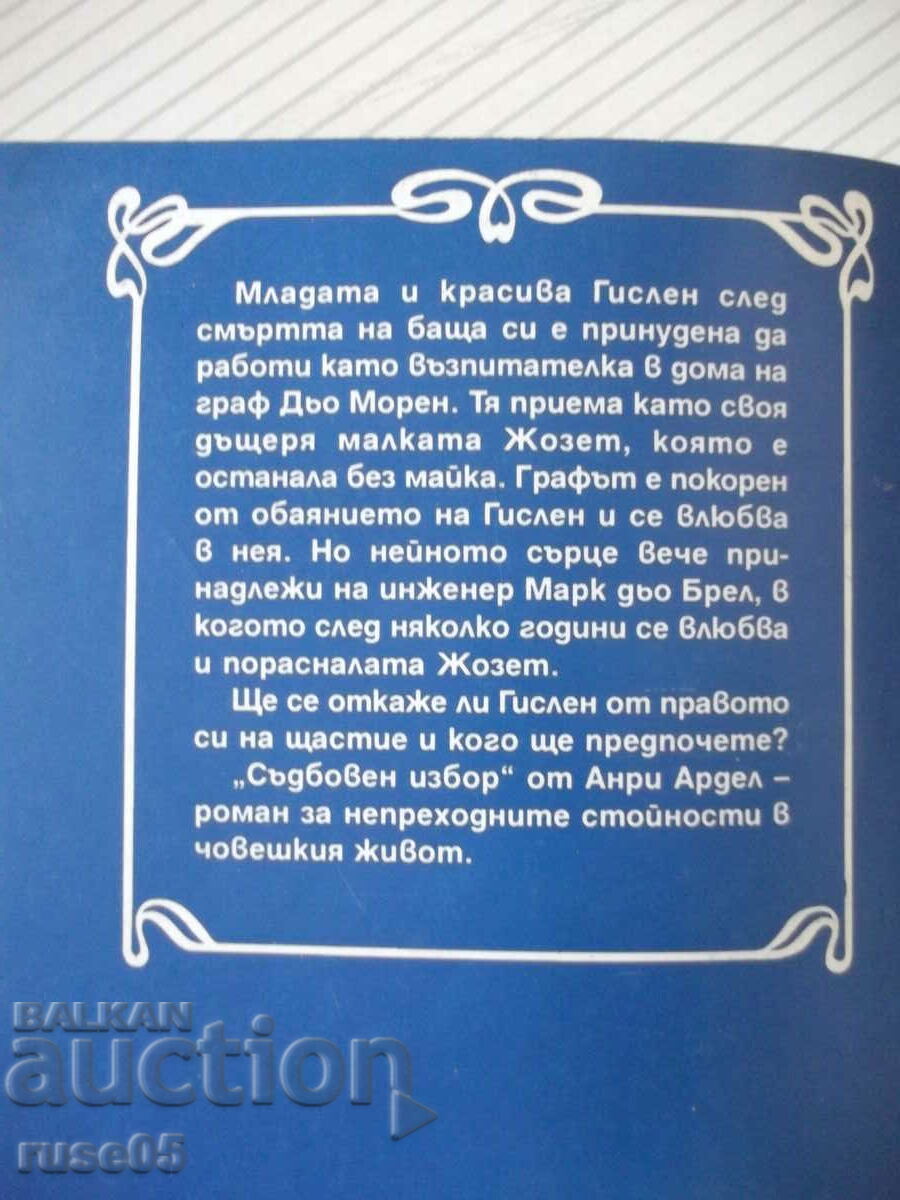 Младата и красива Гислен след
смъртта на баща си е принудена да
работи като възпитателка в дома на
граф Дьо Морен. Тя приема като своя
дъщеря малката Жозет, която е
останала без майка. Графът е покорен
от обаянието на Гислен и се влюбва
в нея. Но нейното сърце вече при-
надлежи на инженер Марк дьо Брел, в
когото след няколко години се влюбва
и порасналата Жозет.
Ще се откаже ли Гислен от правото
си на щастие и кого ще предпочете?
„Съдбовен избор“ от Анри Ардел –
роман за непреходните стойности в
човешкия живот.
BALKAN
auction
ruse05